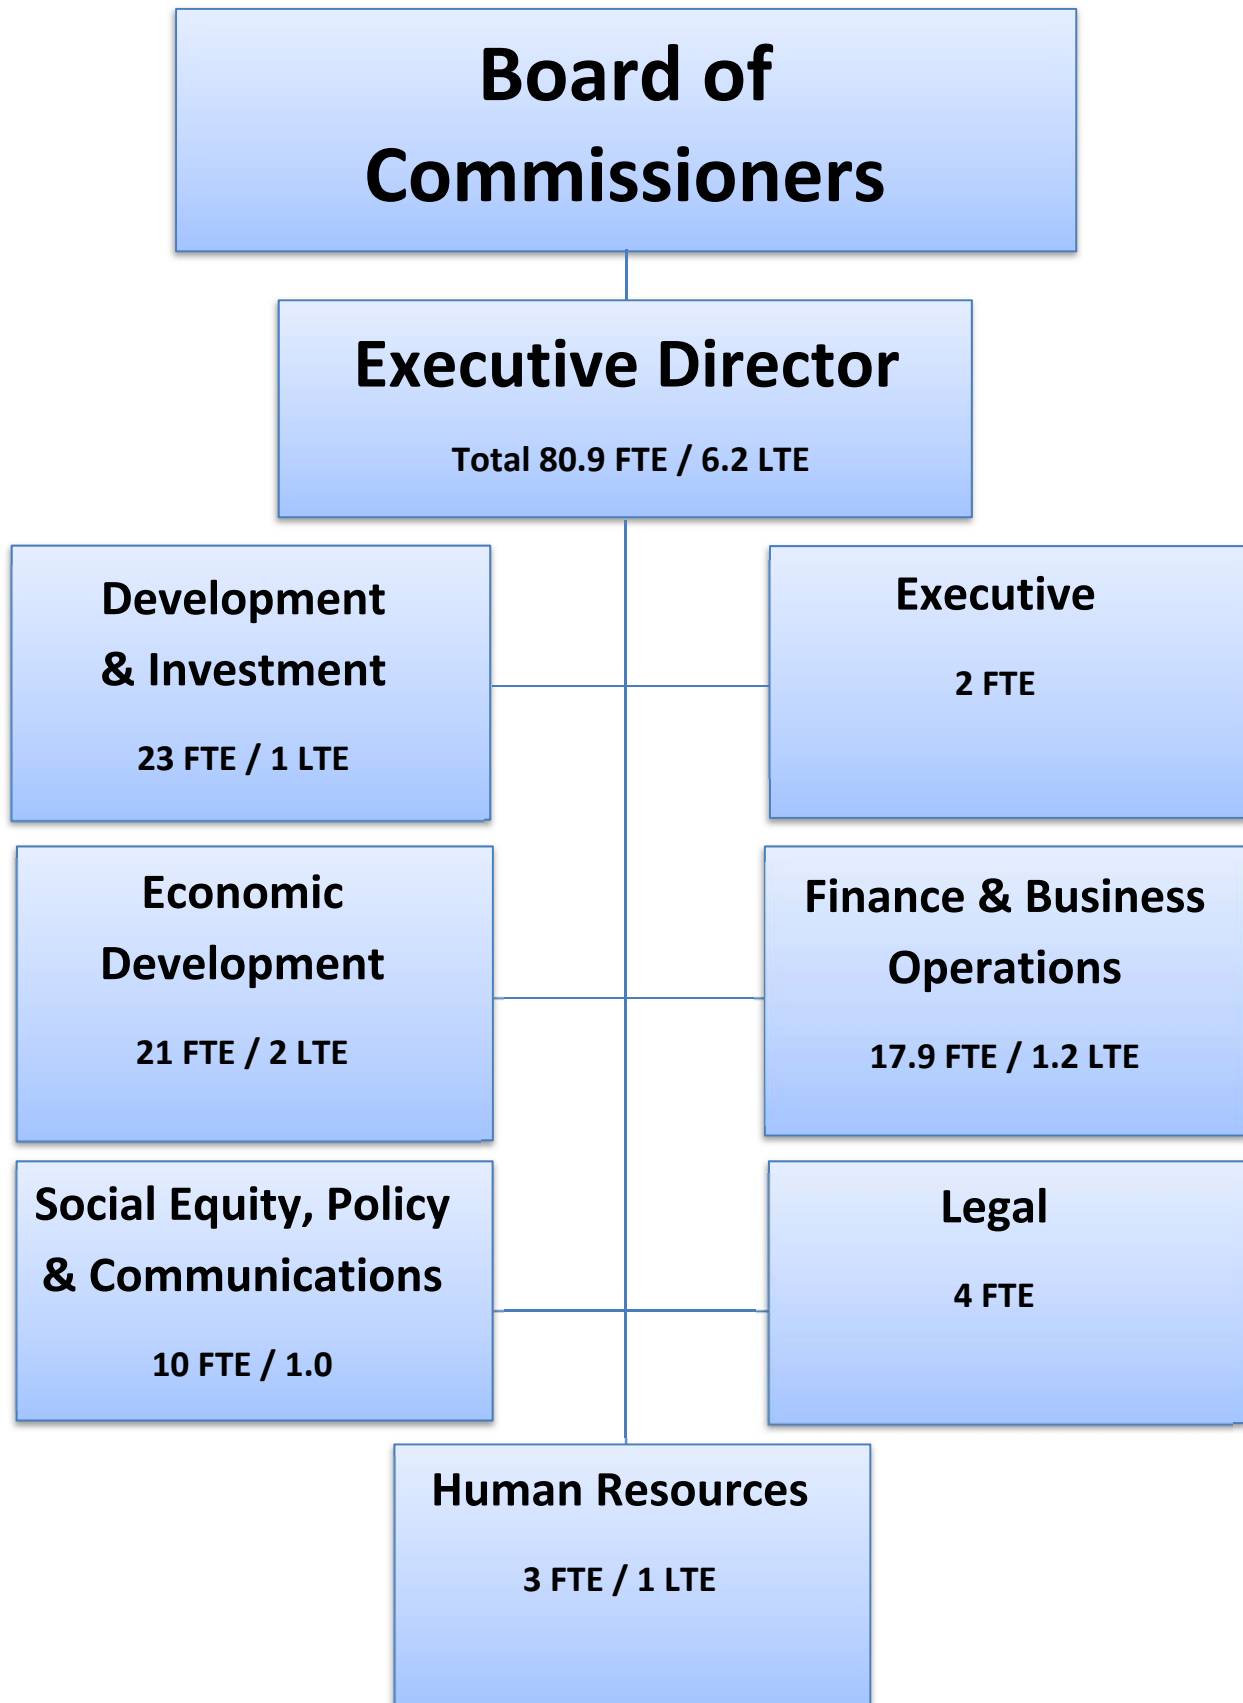 Board of
Commissioners
Executive Director
Total 80.9 FTE / 6.2 LTE
Development
& Investment
23 FTE / 1 LTE
Executive
2 FTE
Economic
Development
21 FTE / 2 LTE
Finance & Business
Operations
17.9 FTE / 1.2 LTE
Social Equity, Policy
& Communications
10 FTE / 1.0
Legal
4 FTE
Human Resources
3 FTE / 1 LTE